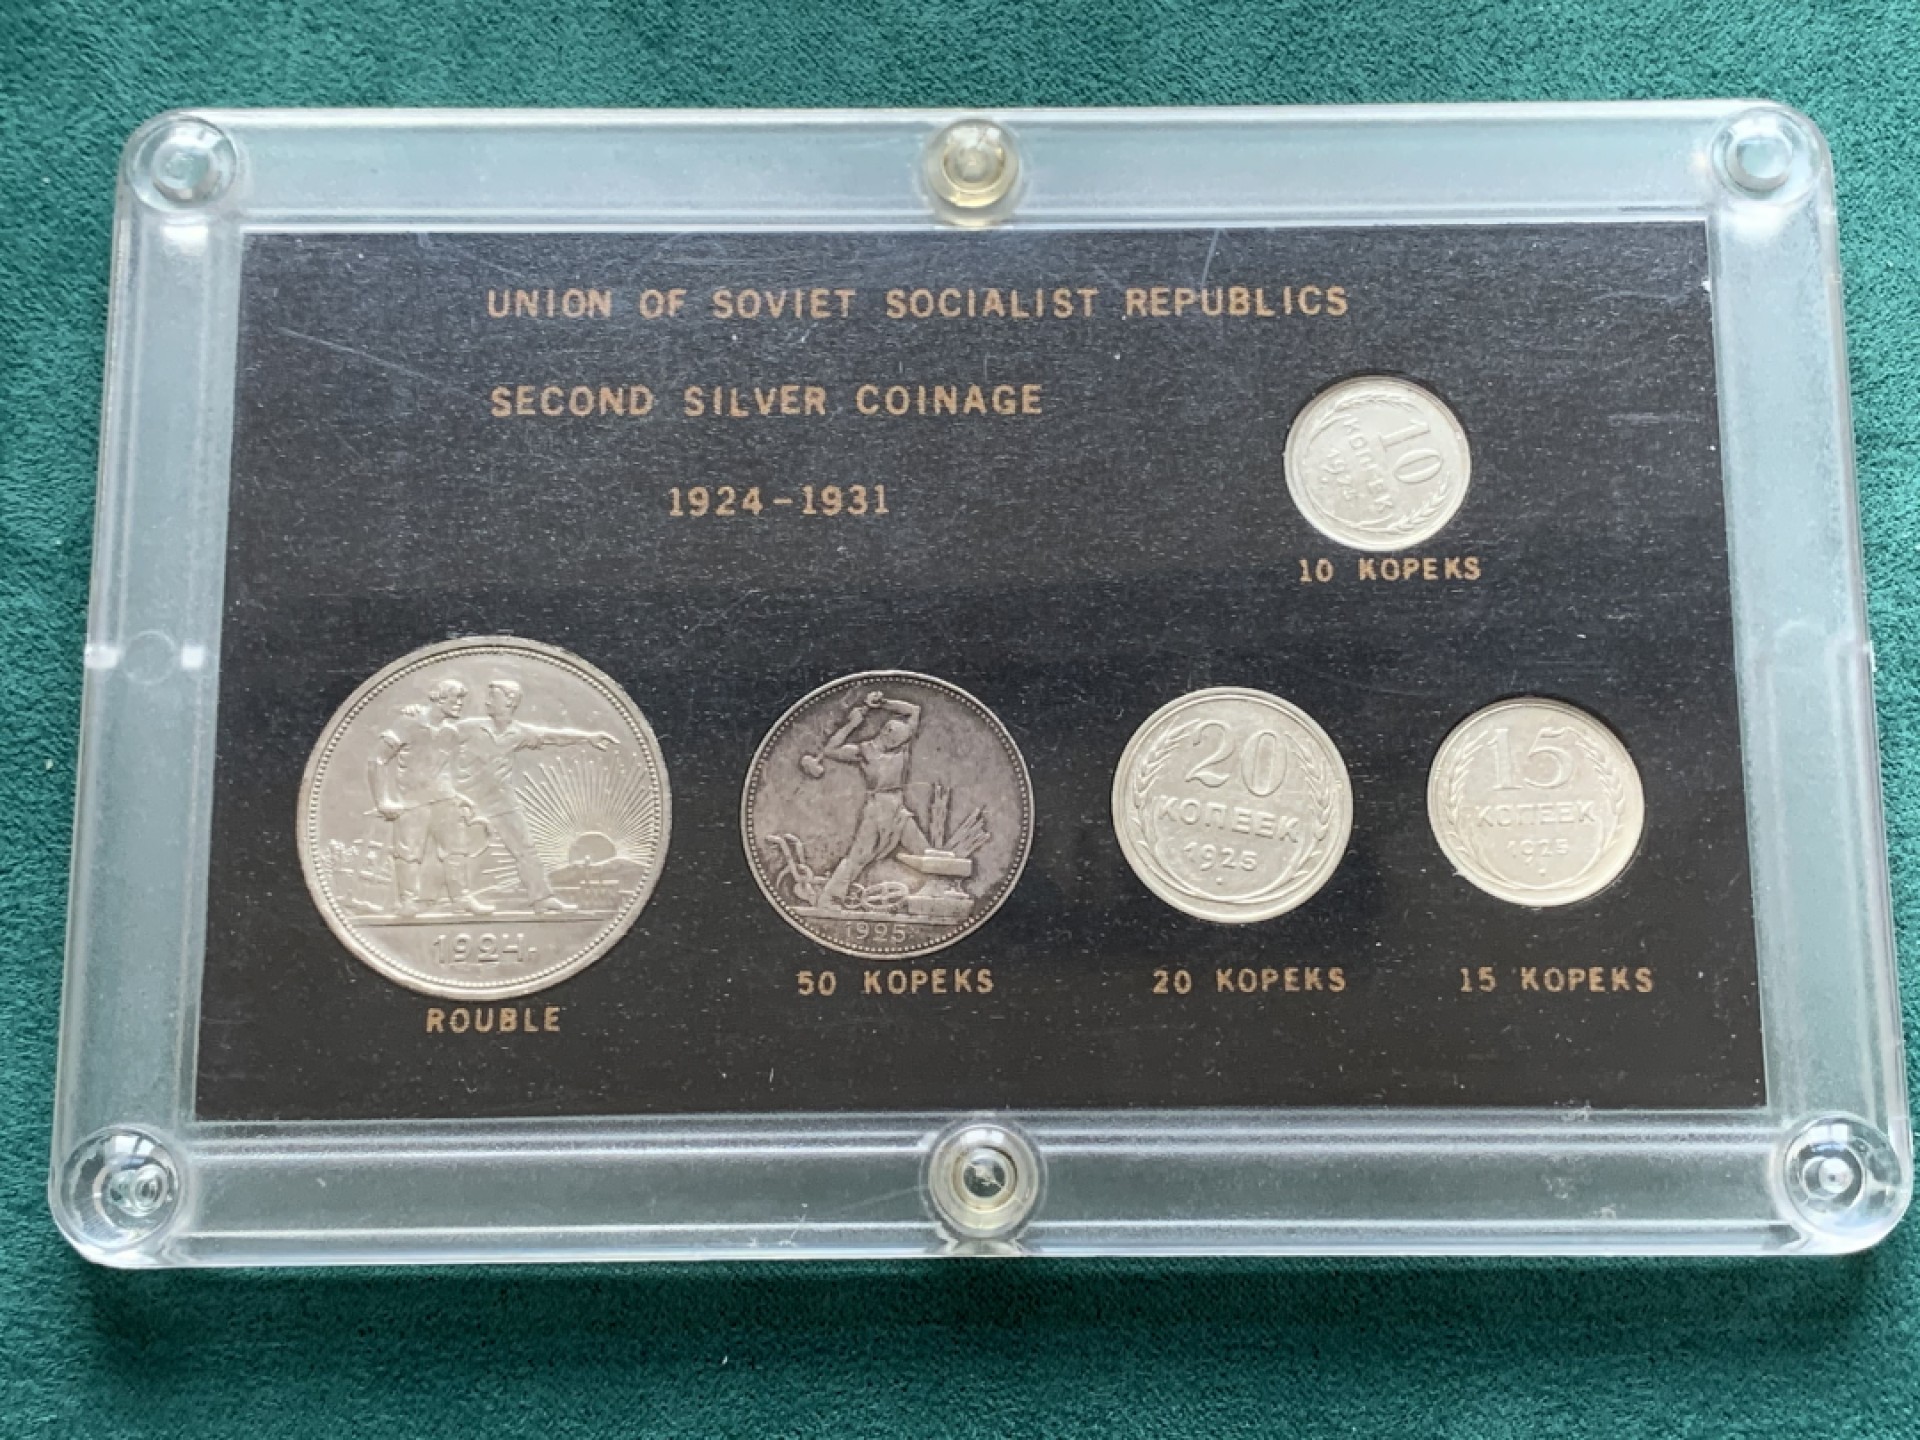 UNION OF SOVIET SOCIALIST REPUBLICS
SECOND SILVER COINAGE
1924-1931
10
КОПЕЕК
10 KOPEKS
1924г.
ROUBLE
1925
50 KOPEKS
20
КОПЕЕК
1925
20 KOPEKS
15
КОПЕЕК
1925
15 KOPEKS